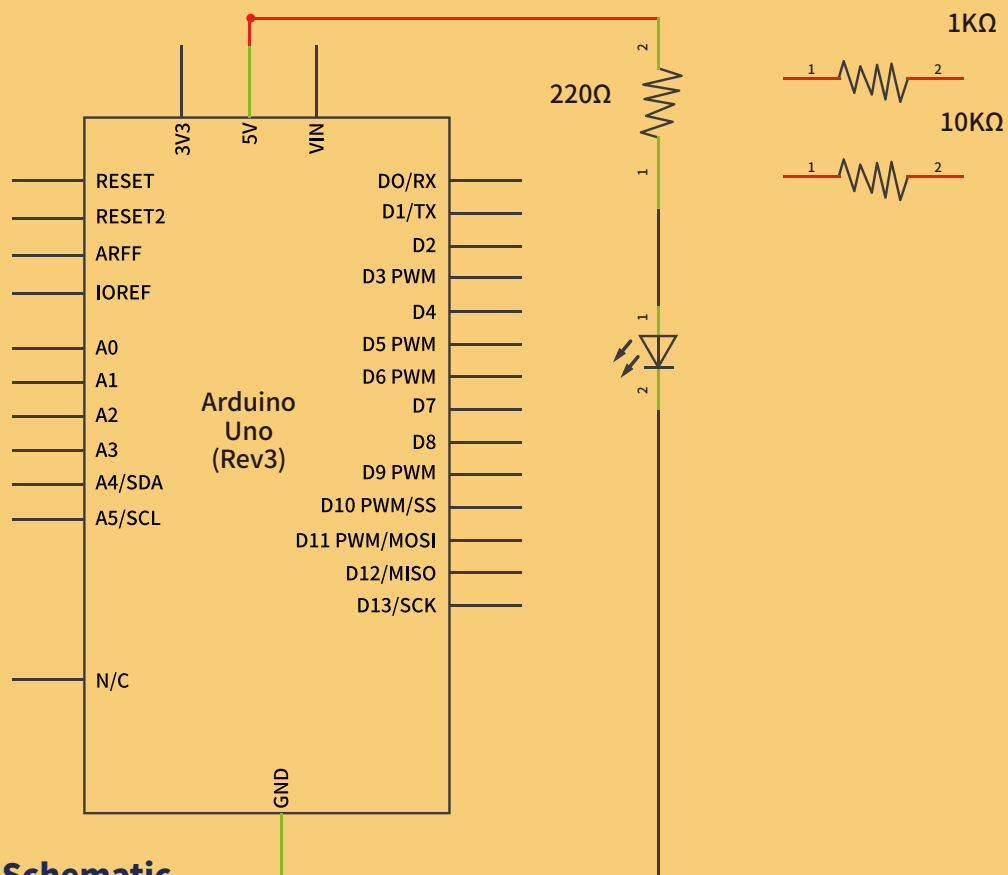 1KΩ
2
1
2
220Ω
10KΩ
3V3
5V
VIN
1
1
2
RESET
DO/RX
RESET2
D1/TX
ARFF
D2
IOREF
D3 PWM
D4
1
A0
D5 PWM
A1
D6 PWM
2
A2
D7
Arduino
Uno
(Rev3)
A3
D8
A4/SDA
D9 PWM
A5/SCL
D10 PWM/SS
D11 PWM/MOSI
D12/MISO
D13/SCK
N/C
GND
Schematic